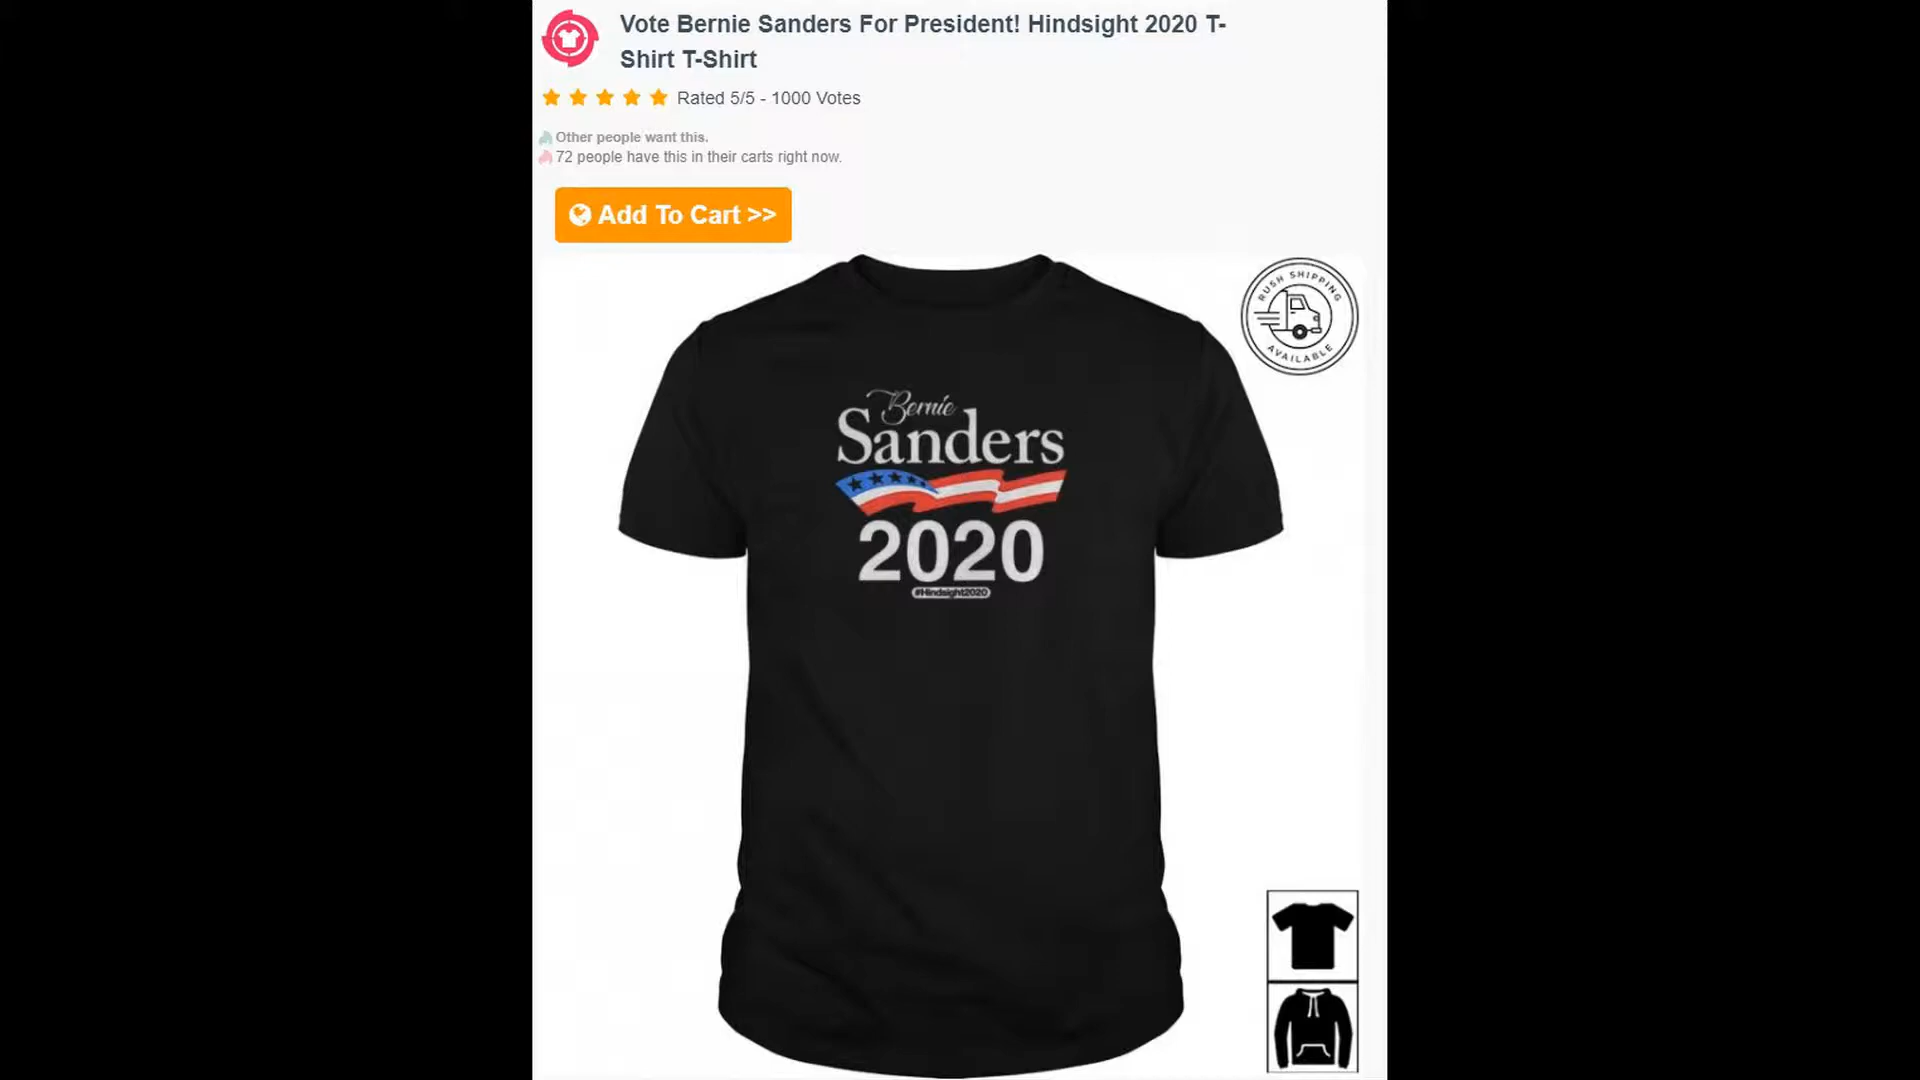 Vote Bernie Sanders For President! Hindsight 2020 T-
Shirt T-Shirt
Rated 5/5 - 1000 Votes
Other people want this.
72 people have this in their carts right now.
Add To Cart >>
RUSH SHIPPING
AVAILABLE
Bernie
Sanders
2020
#Hindsight2020